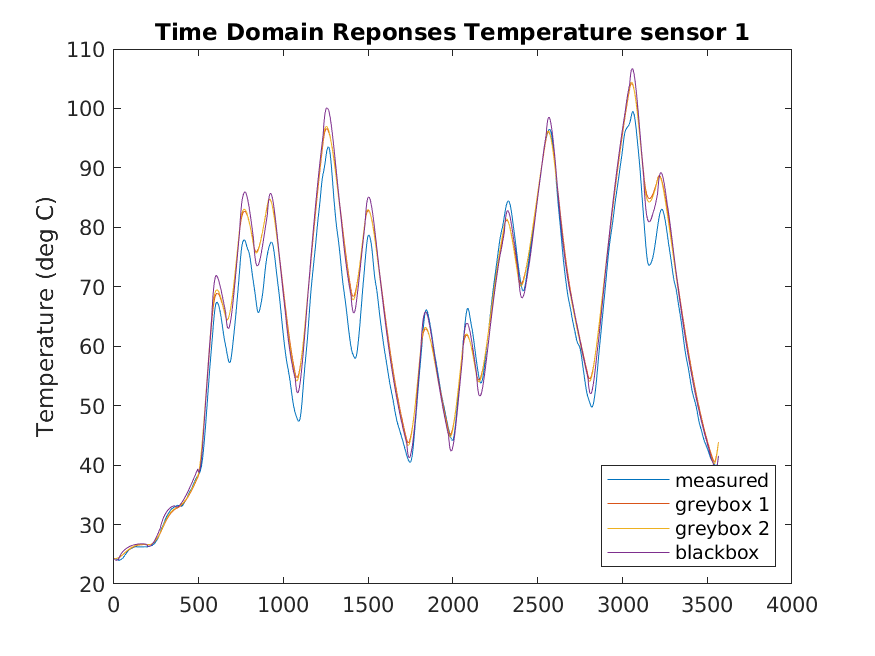 Time Domain Reponses Temperature sensor 1
110
100
90
80
70
60
50
40
30
20
Temperature (deg C)
measured
greybox 1
greybox 2
blackbox
0 500 1000 1500 2000 2500 3000 3500 4000